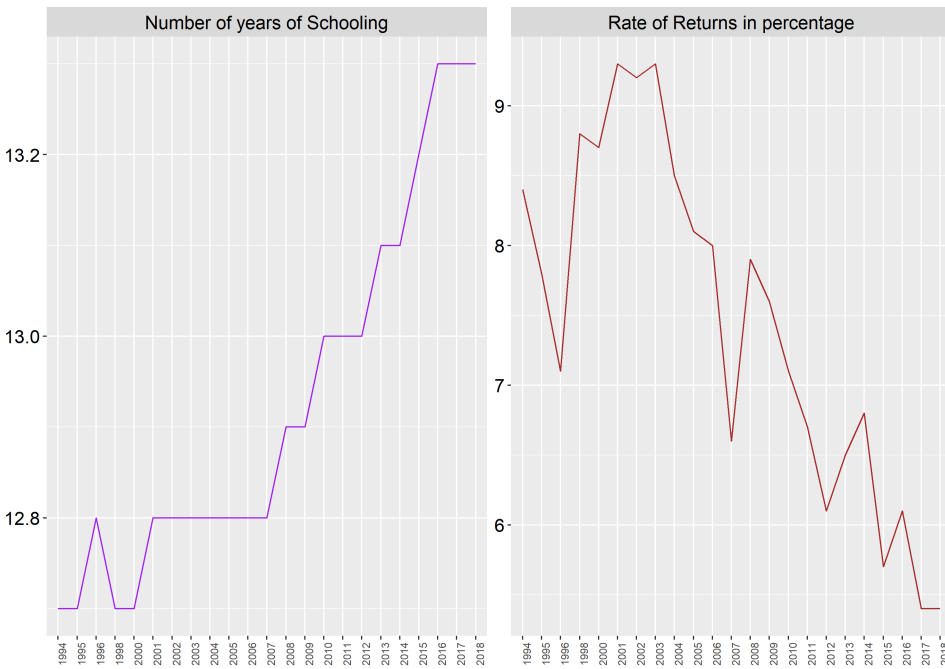 Number of years of Schooling
13.2
13.0
12.8
1994 1995 1996 1998 2000 2001 2002 2003 2004 2005 2006 2007 2008 2009 2010 2011 2012 2013 2014 2015 2016 2017 2018
Rate of Returns in percentage
9
8
7
6
1994 1995 1996 1998 2000 2001 2002 2003 2004 2005 2006 2007 2008 2009 2010 2011 2012 2013 2014 2015 2016 2017